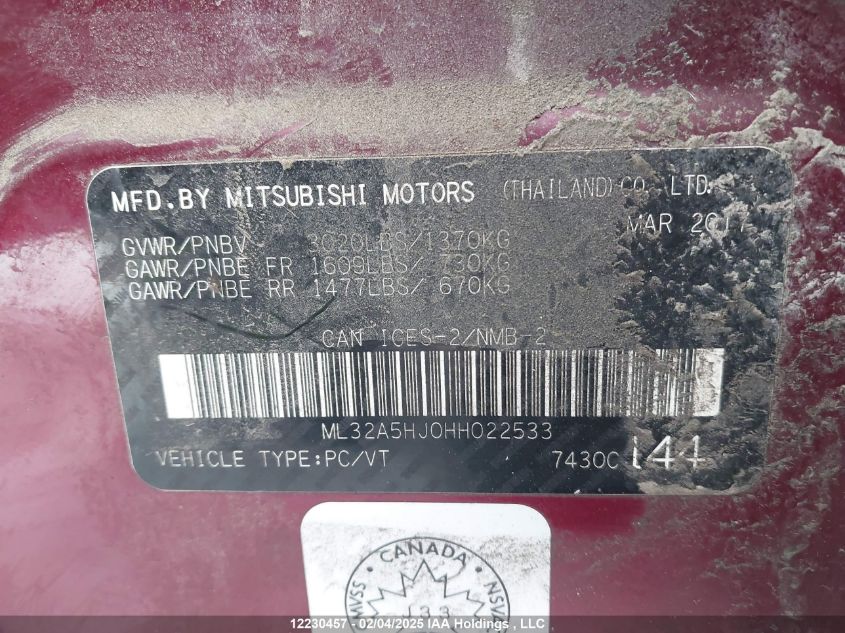 MFD.BY MITSUBISHI MOTORS (THAILAND) CO. LTD.
MAR 2017
GVWR/PNBV 3020LBS/1370KG
GAWR/PNBE FR 1609LBS/ 730KG
GAWR/PNBE RR 1477LBS/ 670KG
CAN ICES-2/NMB-2
ML32A5HJ0HH022533
VEHICLE TYPE:PC/VT 7430C 144
CANADA
133
12230457 - 02/04/2025 IAA Holdings , LLC